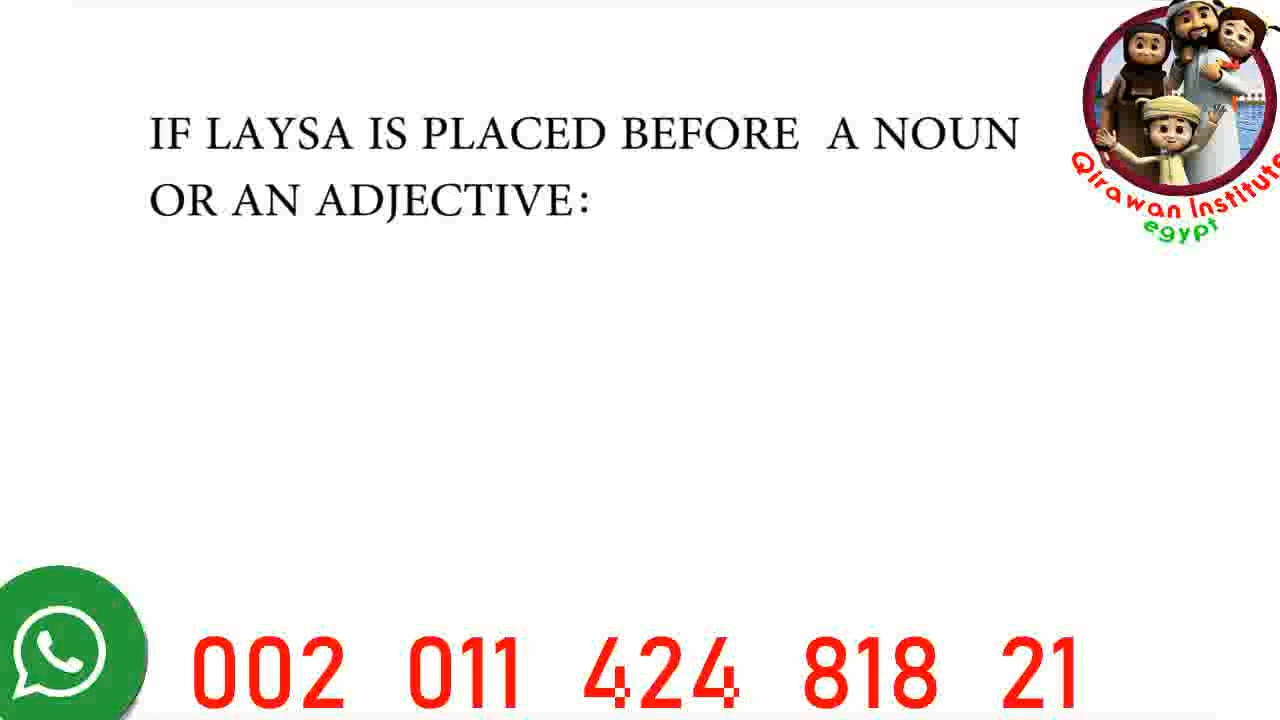 IF LAYSA IS PLACED BEFORE A NOUN
OR AN ADJECTIVE:
Qirawan Institute
egypt
002 011 424 818 21